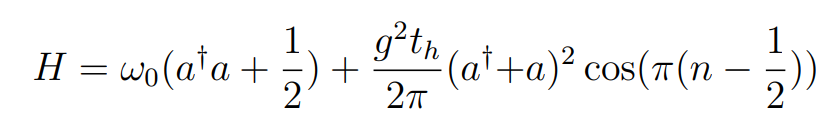 H = ω₀(a†a + 1/2) + g²tₕ/2π (a†+a)² cos(π(n − 1/2))